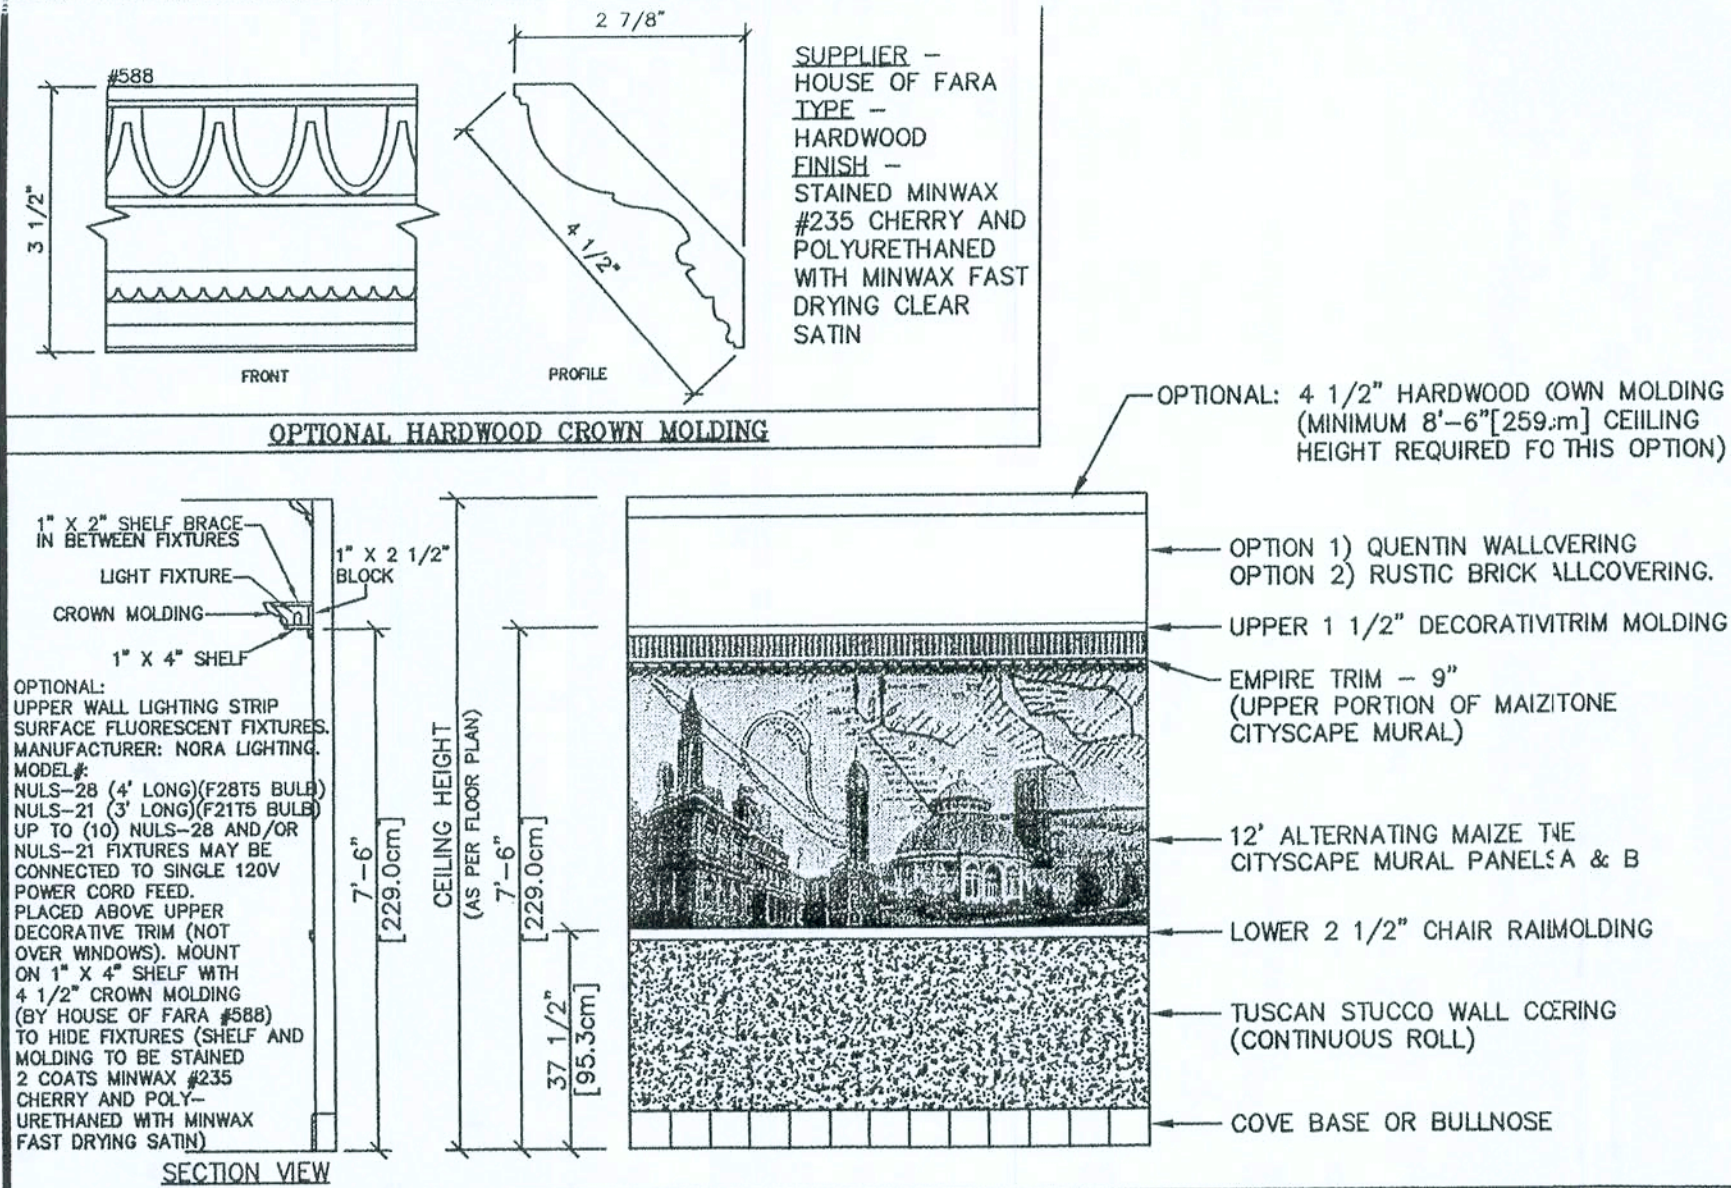 #588
3 1/2"
FRONT
2 7/8"
4 1/2"
PROFILE
SUPPLIER –
HOUSE OF FARA
TYPE –
HARDWOOD
FINISH –
STAINED MINWAX
#235 CHERRY AND
POLYURETHANED
WITH MINWAX FAST
DRYING CLEAR
SATIN
OPTIONAL HARDWOOD CROWN MOLDING
1" X 2" SHELF BRACE
IN BETWEEN FIXTURES
LIGHT FIXTURE
CROWN MOLDING
1" X 4" SHELF
1" X 2 1/2"
BLOCK
OPTIONAL:
UPPER WALL LIGHTING STRIP
SURFACE FLUORESCENT FIXTURES.
MANUFACTURER: NORA LIGHTING.
MODEL#:
NULS-28 (4' LONG)(F28T5 BULB)
NULS-21 (3' LONG)(F21T5 BULB)
UP TO (10) NULS-28 AND/OR
NULS-21 FIXTURES MAY BE
CONNECTED TO SINGLE 120V
POWER CORD FEED.
PLACED ABOVE UPPER
DECORATIVE TRIM (NOT
OVER WINDOWS). MOUNT
ON 1" X 4" SHELF WITH
4 1/2" CROWN MOLDING
(BY HOUSE OF FARA #588)
TO HIDE FIXTURES (SHELF AND
MOLDING TO BE STAINED
2 COATS MINWAX #235
CHERRY AND POLY-
URETHANED WITH MINWAX
FAST DRYING SATIN)
SECTION VIEW
7'-6"
[229.0cm]
CEILING HEIGHT
(AS PER FLOOR PLAN)
7'-6"
[229.0cm]
37 1/2"
[95.3cm]
OPTIONAL: 4 1/2" HARDWOOD OWN MOLDING
(MINIMUM 8'-6"[259.m] CEIILING
HEIGHT REQUIRED FO THIS OPTION)
OPTION 1) QUENTIN WALLVERING
OPTION 2) RUSTIC BRICK LLCOVERING.
UPPER 1 1/2" DECORATIVITRIM MOLDING
EMPIRE TRIM – 9"
(UPPER PORTION OF MAIZITONE
CITYSCAPE MURAL)
12' ALTERNATING MAIZE TNE
CITYSCAPE MURAL PANELS A & B
LOWER 2 1/2" CHAIR RAIMOLDING
TUSCAN STUCCO WALL COERING
(CONTINUOUS ROLL)
COVE BASE OR BULLNOSE